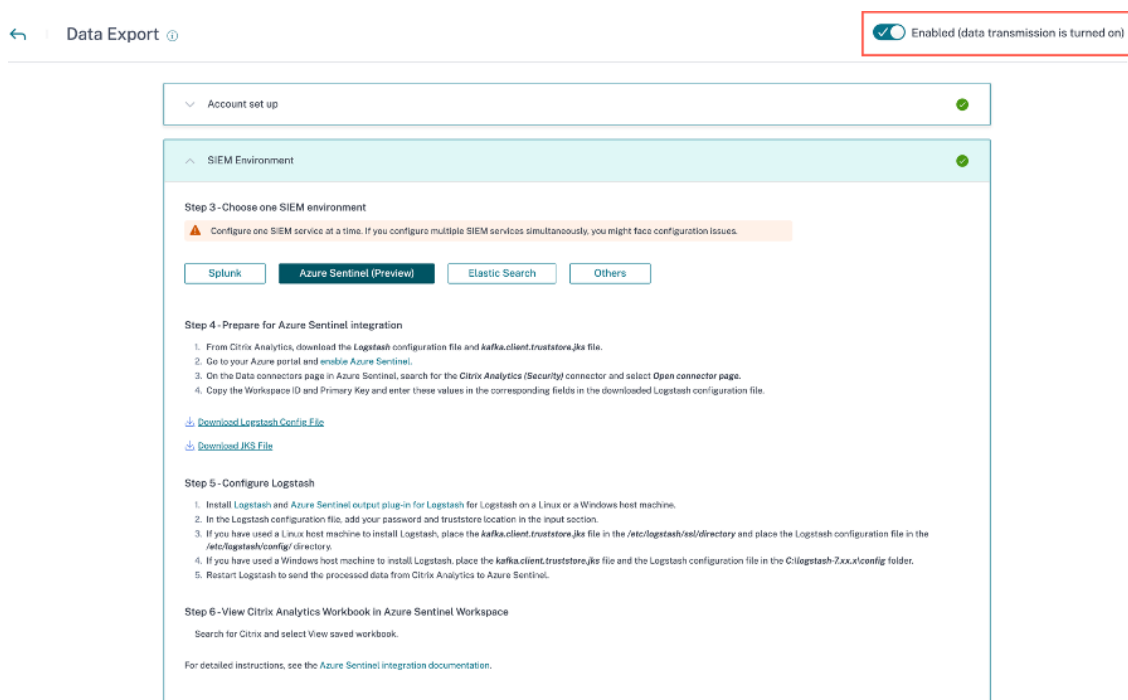 Data Export
Enabled (data transmission is turned on)
Account set up
SIEM Environment
Step 3 - Choose one SIEM environment
Configure one SIEM service at a time. If you configure multiple SIEM services simultaneously, you might face configuration issues.
Splunk
Azure Sentinel (Preview)
Elastic Search
Others
Step 4 - Prepare for Azure Sentinel integration
1. From Citrix Analytics, download the Logstash configuration file and kafka.client.truststore.jks file.
2. Go to your Azure portal and enable Azure Sentinel.
3. On the Data connectors page in Azure Sentinel, search for the Citrix Analytics (Security) connector and select Open connector page.
4. Copy the Workspace ID and Primary Key and enter these values in the corresponding fields in the downloaded Logstash configuration file.
Download Logstash Config File
Download JKS File
Step 5 - Configure Logstash
1. Install Logstash and Azure Sentinel output plug-in for Logstash for Logstash on a Linux or a Windows host machine.
2. In the Logstash configuration file, add your password and truststore location in the input section.
3. If you have used a Linux host machine to install Logstash, place the kafka.client.truststore.jks file in the /etc/logstash/ssl/directory and place the Logstash configuration file in the
/etc/logstash/config/ directory.
4. If you have used a Windows host machine to install Logstash, place the kafka.client.truststore.jks file and the Logstash configuration file in the C:\logstash-7.xx.x\config folder.
5. Restart Logstash to send the processed data from Citrix Analytics to Azure Sentinel.
Step 6 - View Citrix Analytics Workbook in Azure Sentinel Workspace
Search for Citrix and select View saved workbook.
For detailed instructions, see the Azure Sentinel integration documentation.